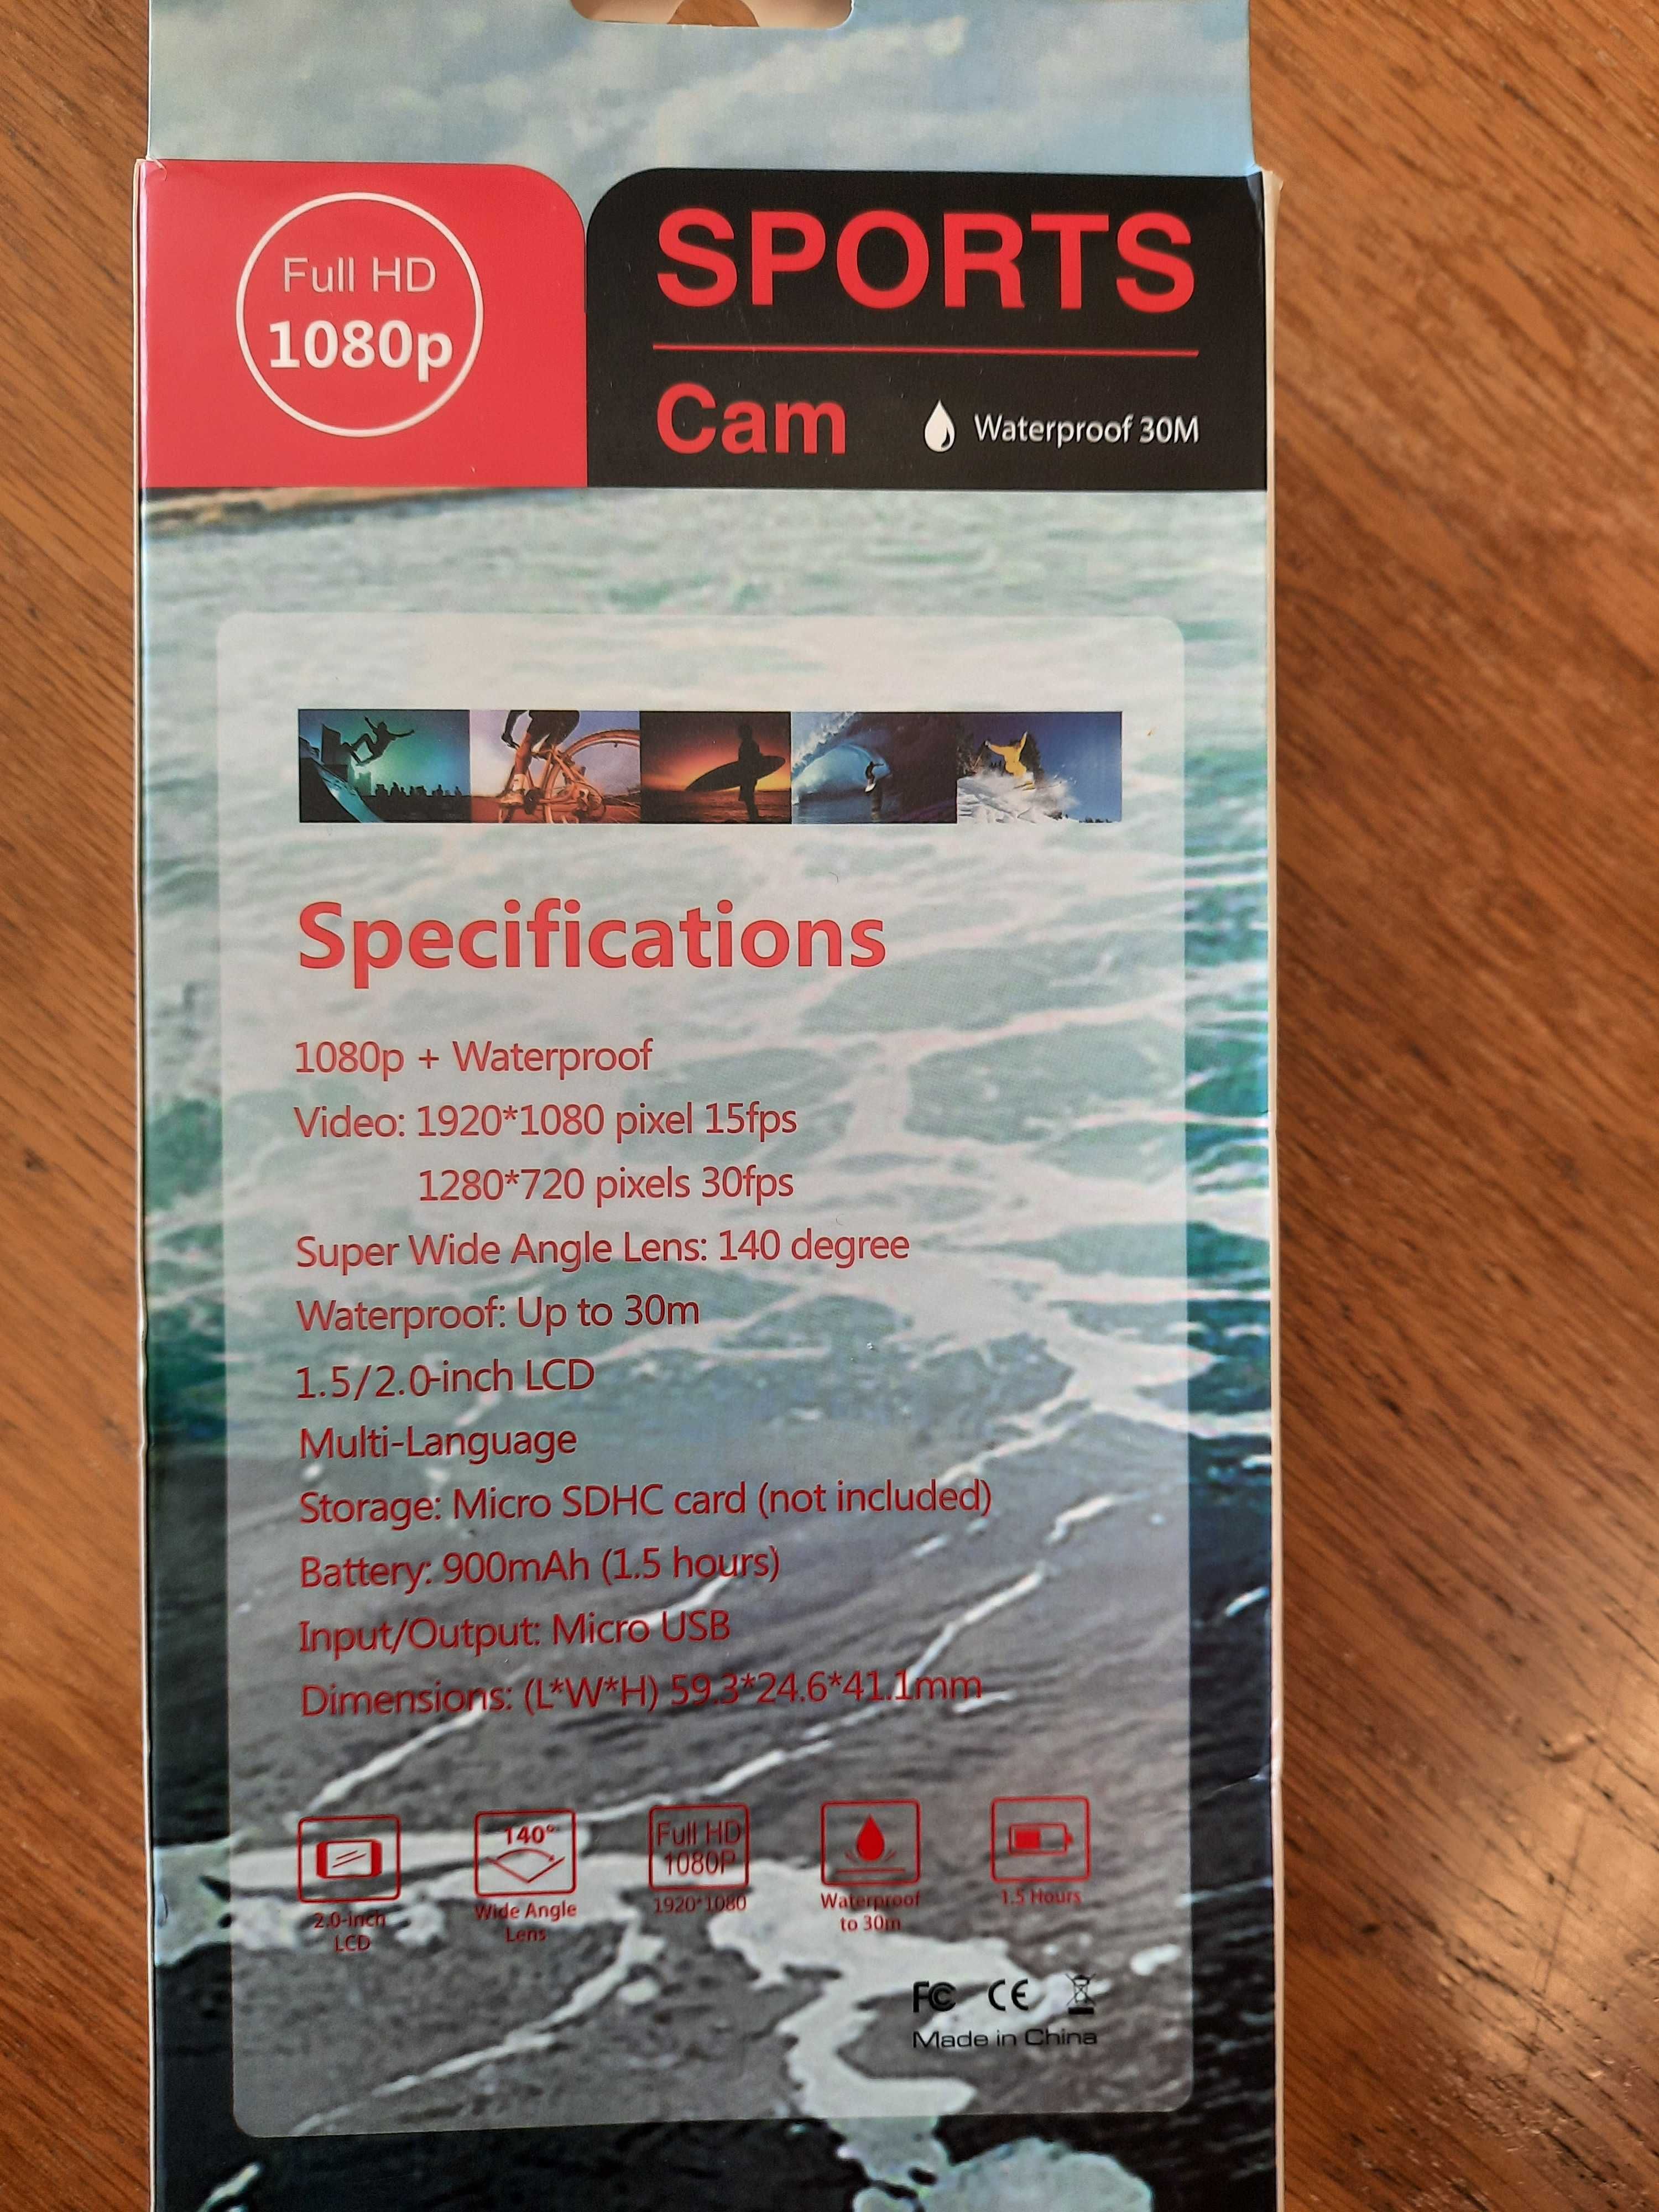 Full HD
1080p
SPORTS
Cam
Waterproof 30M
Specifications
1080p + Waterproof
Video: 1920*1080 pixel 15fps
1280*720 pixels 30fps
Super Wide Angle Lens: 140 degree
Waterproof: Up to 30m
1.5/2.0-inch LCD
Multi-Language
Storage: Micro SDHC card (not included)
Battery: 900mAh (1.5 hours)
Input/Output: Micro USB
Dimensions: (L*W*H) 59.3*24.6*41.1mm
2.0-inch
LCD
140°
Wide Angle
Lens
Full HD
1080P
1920*1080
Waterproof
to 30m
1.5 Hours
FC CE
Made in China